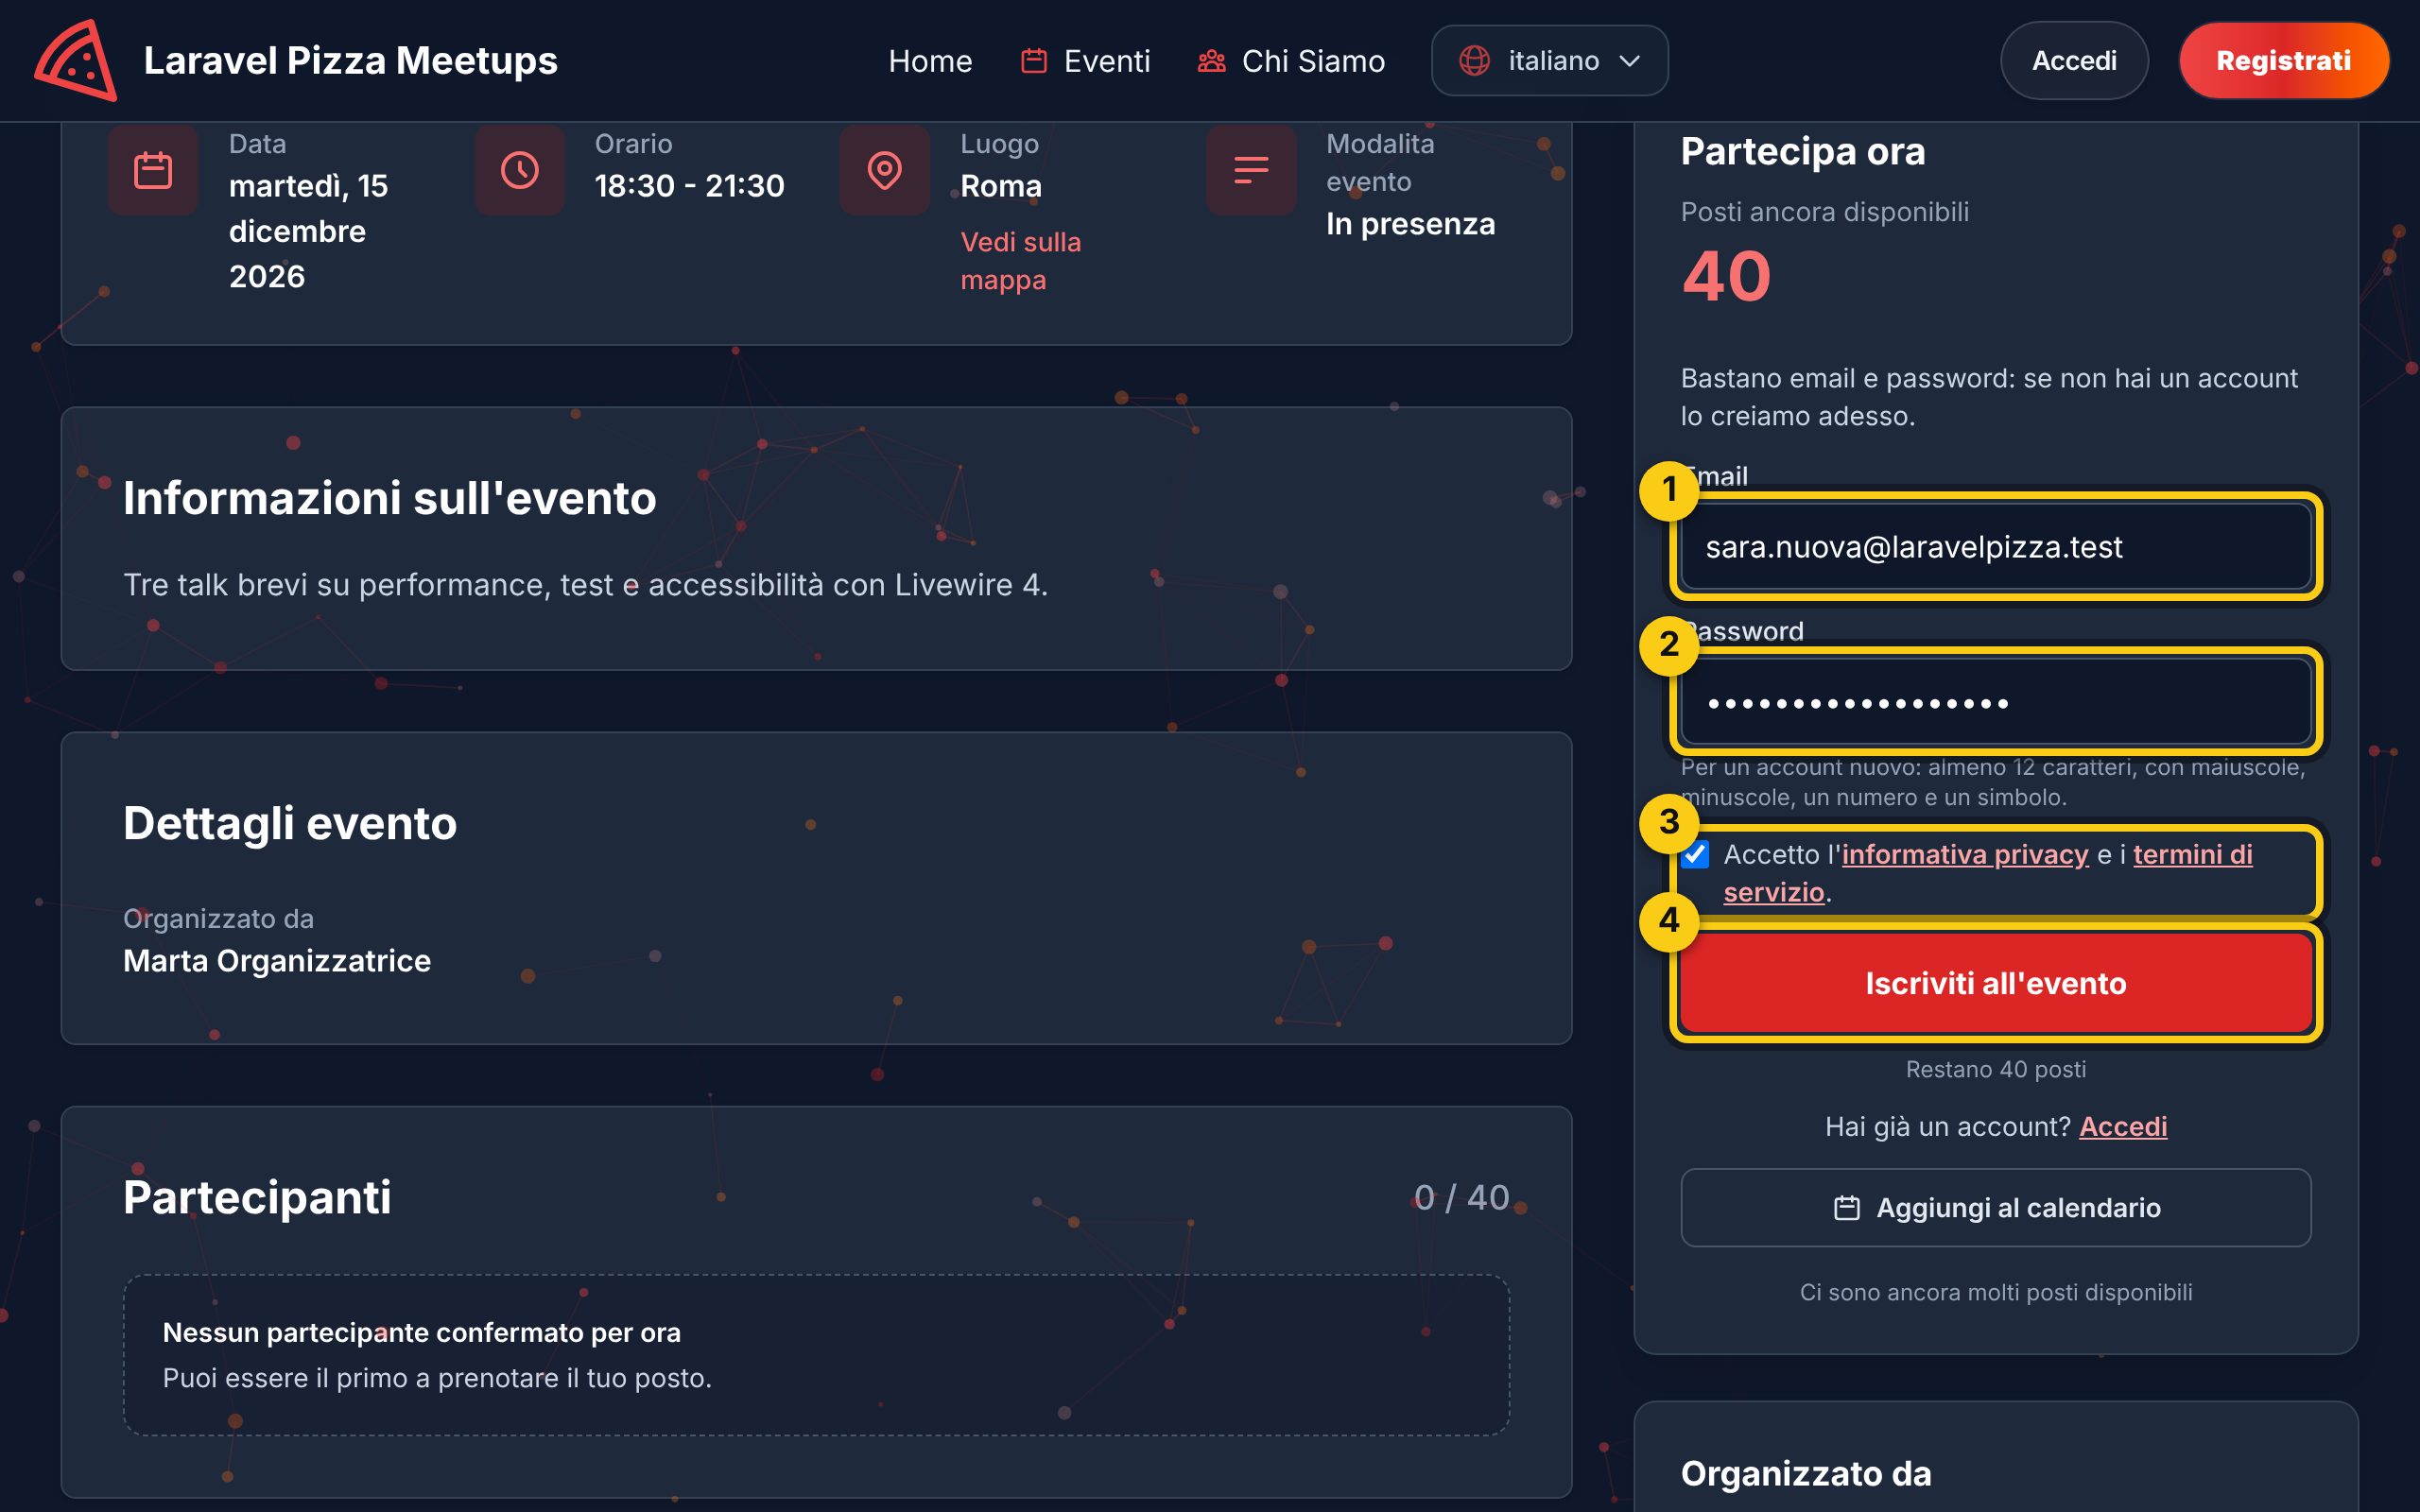 Laravel Pizza Meetups
Home
Eventi
Chi Siamo
italiano
Accedi
Registrati
Data
martedì, 15
dicembre
2026
Orario
18:30 - 21:30
Luogo
Roma
Vedi sulla
mappa
Modalita
evento
In presenza
Informazioni sull'evento
Tre talk brevi su performance, test e accessibilità con Livewire 4.
Dettagli evento
Organizzato da
Marta Organizzatrice
Partecipanti
0 / 40
Nessun partecipante confermato per ora
Puoi essere il primo a prenotare il tuo posto.
Partecipa ora
Posti ancora disponibili
40
Bastano email e password: se non hai un account
lo creiamo adesso.
Email
1
sara.nuova@laravelpizza.test
Password
2
••••••••••••••••••
Per un account nuovo: almeno 12 caratteri, con maiuscole,
minuscole, un numero e un simbolo.
3
Accetto l'informativa privacy e i termini di
servizio.
4
Iscriviti all'evento
Restano 40 posti
Hai già un account? Accedi
Aggiungi al calendario
Ci sono ancora molti posti disponibili
Organizzato da